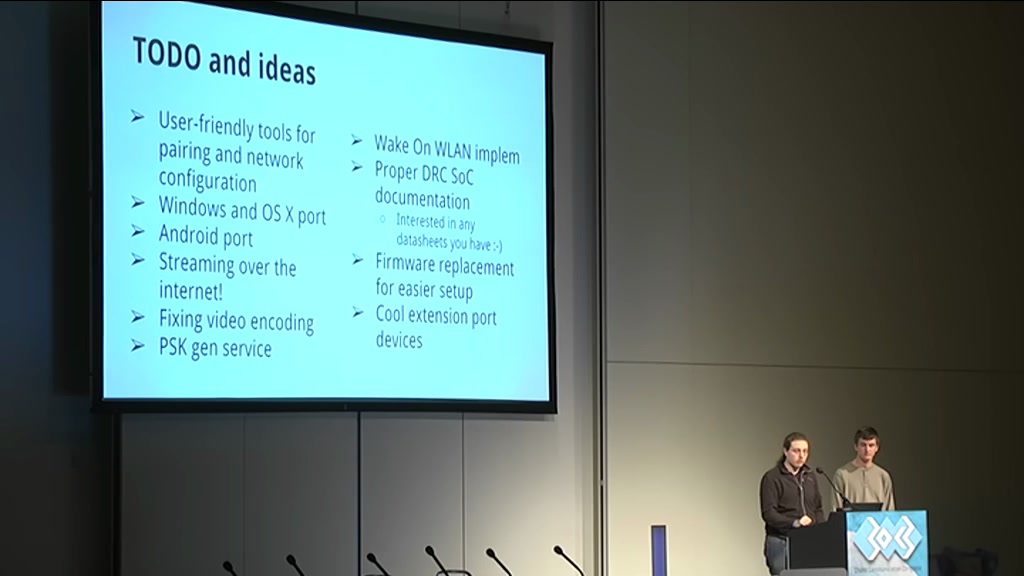 TODO and ideas
➢ User-friendly tools for
pairing and network
configuration
➢ Windows and OS X port
➢ Android port
➢ Streaming over the
internet!
➢ Fixing video encoding
➢ PSK gen service
➢ Wake On WLAN implem
➢ Proper DRC SoC
documentation
○ Interested in any
datasheets you have :-)
➢ Firmware replacement
for easier setup
➢ Cool extension port
devices